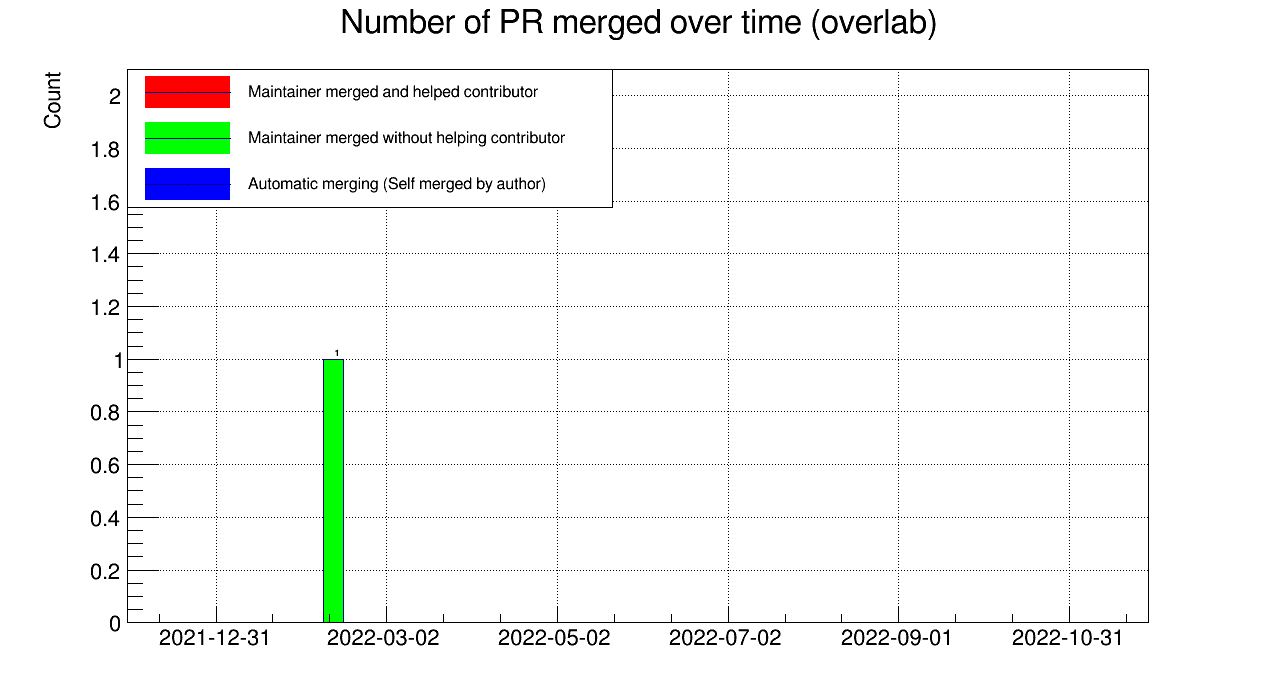 Number of PR merged over time (overlab)
Count
Maintainer merged and helped contributor
Maintainer merged without helping contributor
Automatic merging (Self merged by author)
2
1.8
1.6
1.4
1.2
1
1
0.8
0.6
0.4
0.2
0
2021-12-31 2022-03-02 2022-05-02 2022-07-02 2022-09-01 2022-10-31